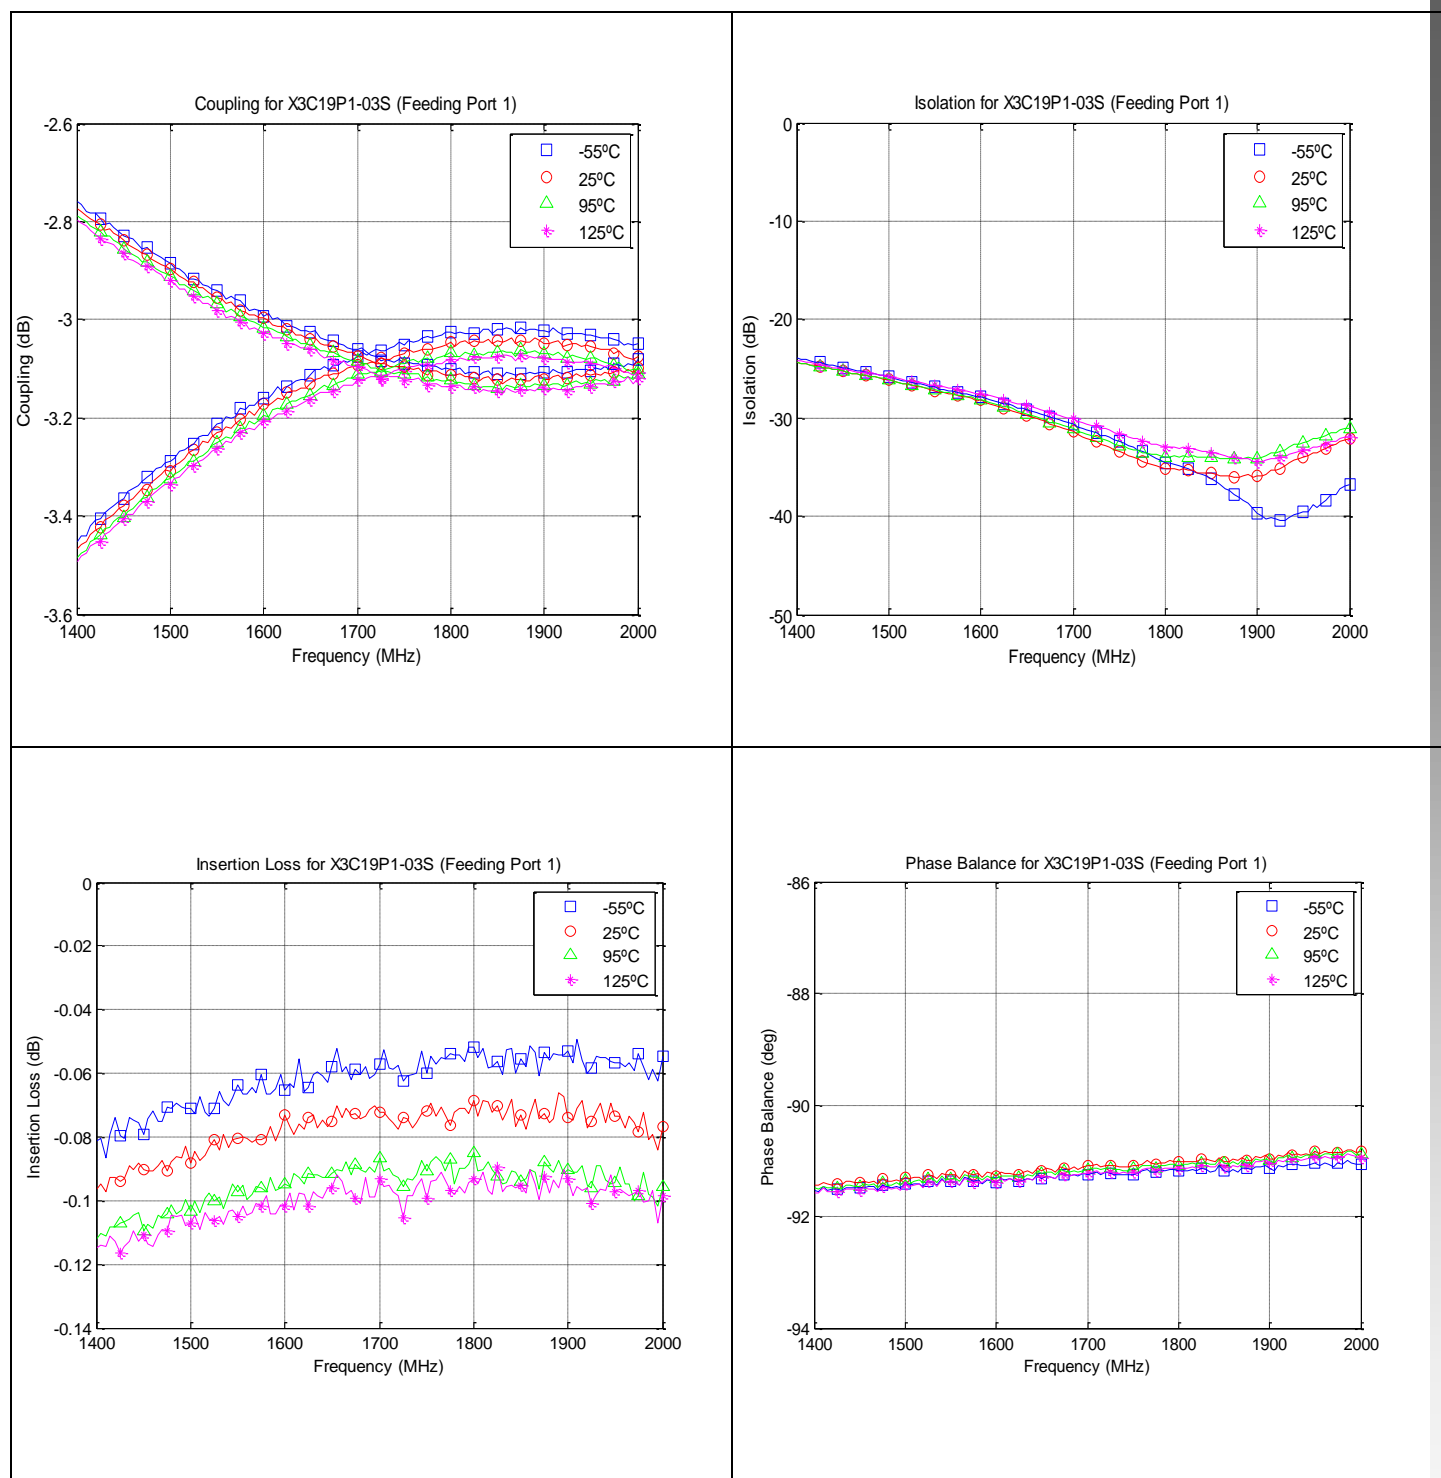 Coupling for X3C19P1-03S (Feeding Port 1)
-2.6
-2.8
-3
-3.2
-3.4
-3.6
Coupling (dB)
-55ºC
25ºC
95ºC
125ºC
1400 1500 1600 1700 1800 1900 2000
Frequency (MHz)
Isolation for X3C19P1-03S (Feeding Port 1)
0
-10
-20
-30
-40
-50
Isolation (dB)
-55ºC
25ºC
95ºC
125ºC
1400 1500 1600 1700 1800 1900 2000
Frequency (MHz)
Insertion Loss for X3C19P1-03S (Feeding Port 1)
0
-0.02
-0.04
-0.06
-0.08
-0.1
-0.12
-0.14
Insertion Loss (dB)
-55ºC
25ºC
95ºC
125ºC
1400 1500 1600 1700 1800 1900 2000
Frequency (MHz)
Phase Balance for X3C19P1-03S (Feeding Port 1)
-86
-88
-90
-92
-94
Phase Balance (deg)
-55ºC
25ºC
95ºC
125ºC
1400 1500 1600 1700 1800 1900 2000
Frequency (MHz)